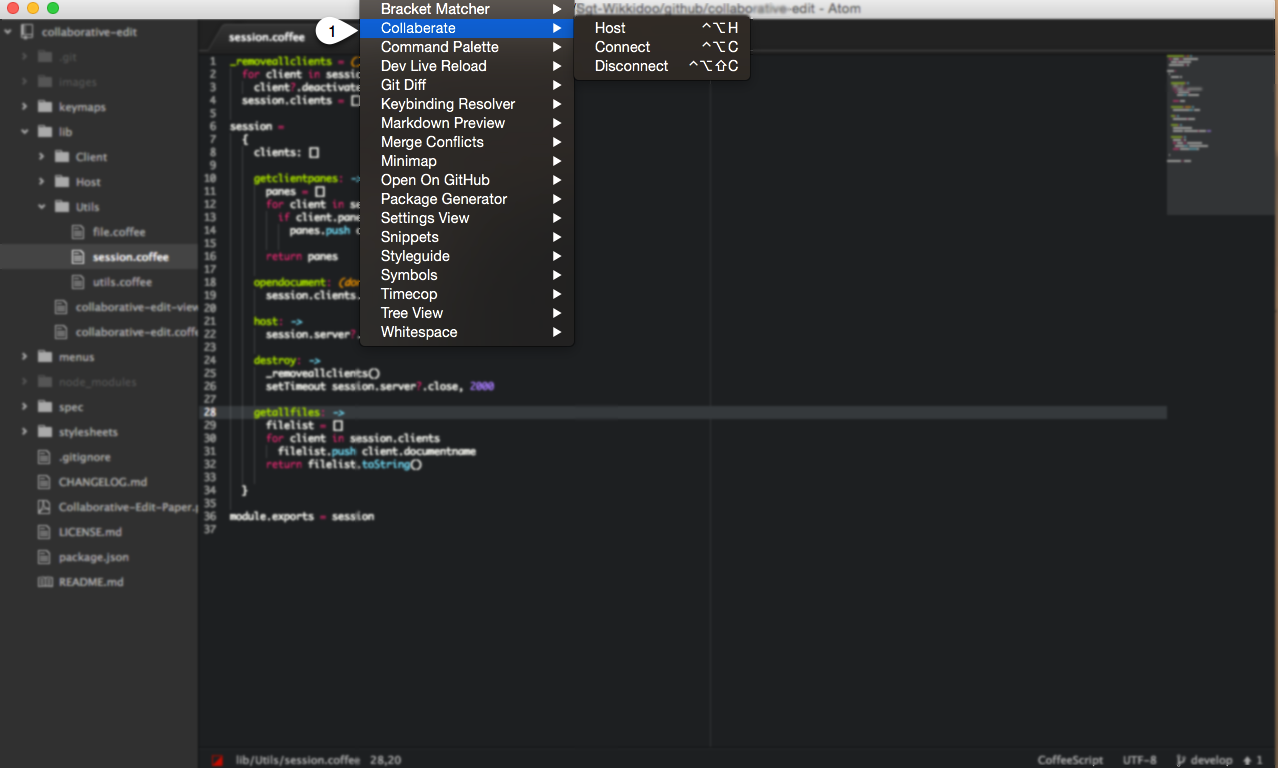 /Sgt-Wikkidoo/github/collaborative-edit - Atom
collaborative-edit
.git
images
keymaps
lib
Client
Host
Utils
file.coffee
session.coffee
utils.coffee
collaborative-edit-view
collaborative-edit.coffe
menus
node_modules
spec
stylesheets
.gitignore
CHANGELOG.md
Collaborative-Edit-Paper.
LICENSE.md
package.json
README.md
session.coffee
1
Bracket Matcher
Collaberate
Command Palette
Dev Live Reload
Git Diff
Keybinding Resolver
Markdown Preview
Merge Conflicts
Minimap
Open On GitHub
Package Generator
Settings View
Snippets
Styleguide
Symbols
Timecop
Tree View
Whitespace
Host ⌃⌥H
Connect ⌃⌥C
Disconnect ⌃⌥⇧C
1 _removeallclients = (
2 for client in sessio
3 client?.deactivate
4 session.clients = []
5
6 session =
7 {
8 clients: []
9
10 getclientpanes: ->
11 panes = []
12 for client in se
13 if client.pane
14 panes.push c
15
16 return panes
17
18 opendocument: (do
19 session.clients.
20
21 host: ->
22 session.server?.
23
24 destroy: ->
25 _removeallclients()
26 setTimeout session.server?.close, 2000
27
28 getallfiles: ->
29 filelist = []
30 for client in session.clients
31 filelist.push client.documentname
32 return filelist.toString()
33
34 }
35
36 module.exports = session
37
lib/Utils/session.coffee 28,20
CoffeeScript UTF-8 develop 1